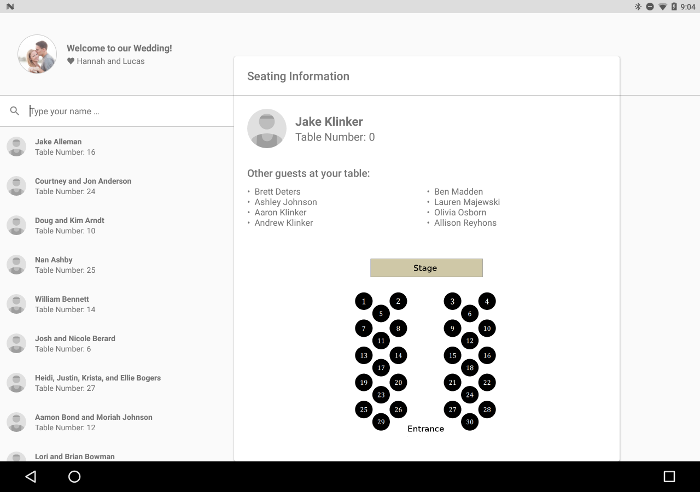 9:04
Welcome to our Wedding!
Hannah and Lucas
Type your name ...
Jake Alleman
Table Number: 16
Courtney and Jon Anderson
Table Number: 24
Doug and Kim Arndt
Table Number: 10
Nan Ashby
Table Number: 25
William Bennett
Table Number: 14
Josh and Nicole Berard
Table Number: 6
Heidi, Justin, Krista, and Ellie Bogers
Table Number: 27
Aamon Bond and Moriah Johnson
Table Number: 12
Lori and Brian Bowman
Seating Information
Jake Klinker
Table Number: 0
Other guests at your table:
• Brett Deters
• Ashley Johnson
• Aaron Klinker
• Andrew Klinker
• Ben Madden
• Lauren Majewski
• Olivia Osborn
• Allison Reyhons
Stage
1 2 3 4
5 6
7 8 9 10
11 12
13 14 15 16
17 18
19 20 21 22
23 24
25 26 27 28
29 30
Entrance